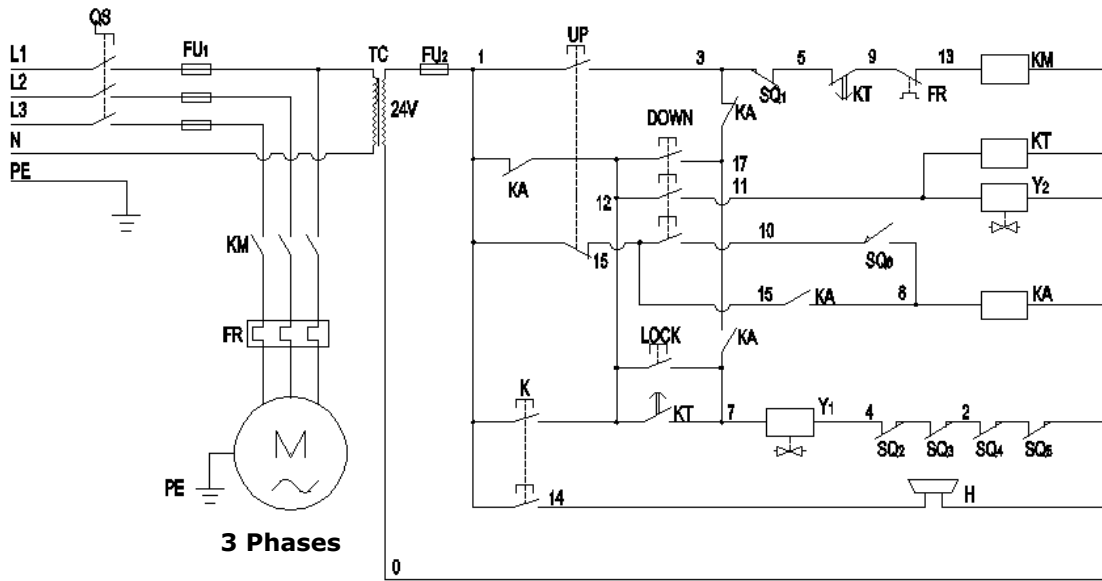 QS
L1 FU1 TC FU2 1 UP 3 5 9 13 KM
L2 24V SQ1 KT FR
L3
N KA
DOWN
PE KA 17 KT
12 11 Y2
KM 15 10 SQ6
15 KA 8 KA
FR LOCK KA
K KT 7 Y1 4 2
M SQ2 SQ3 SQ4 SQ5
PE 14 H
3 Phases
0